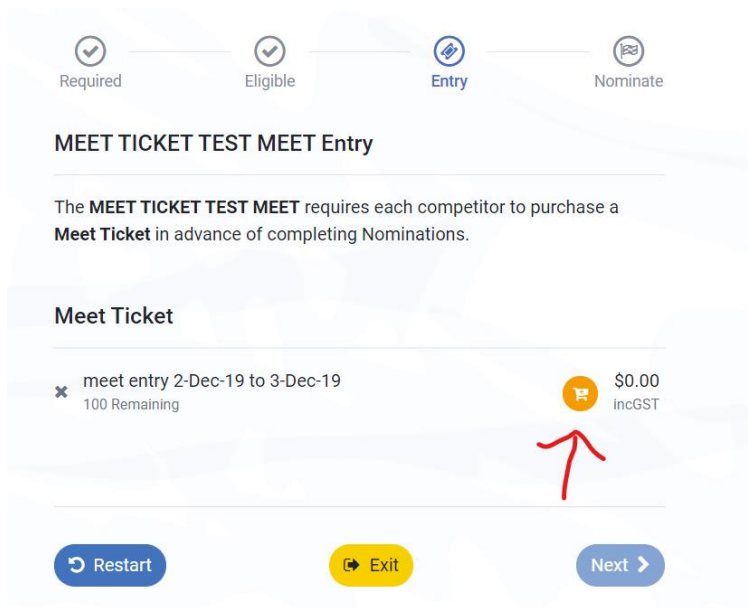 Required Eligible Entry Nominate
MEET TICKET TEST MEET Entry
The MEET TICKET TEST MEET requires each competitor to purchase a
Meet Ticket in advance of completing Nominations.
Meet Ticket
meet entry 2-Dec-19 to 3-Dec-19 $0.00
100 Remaining incGST
Restart Exit Next